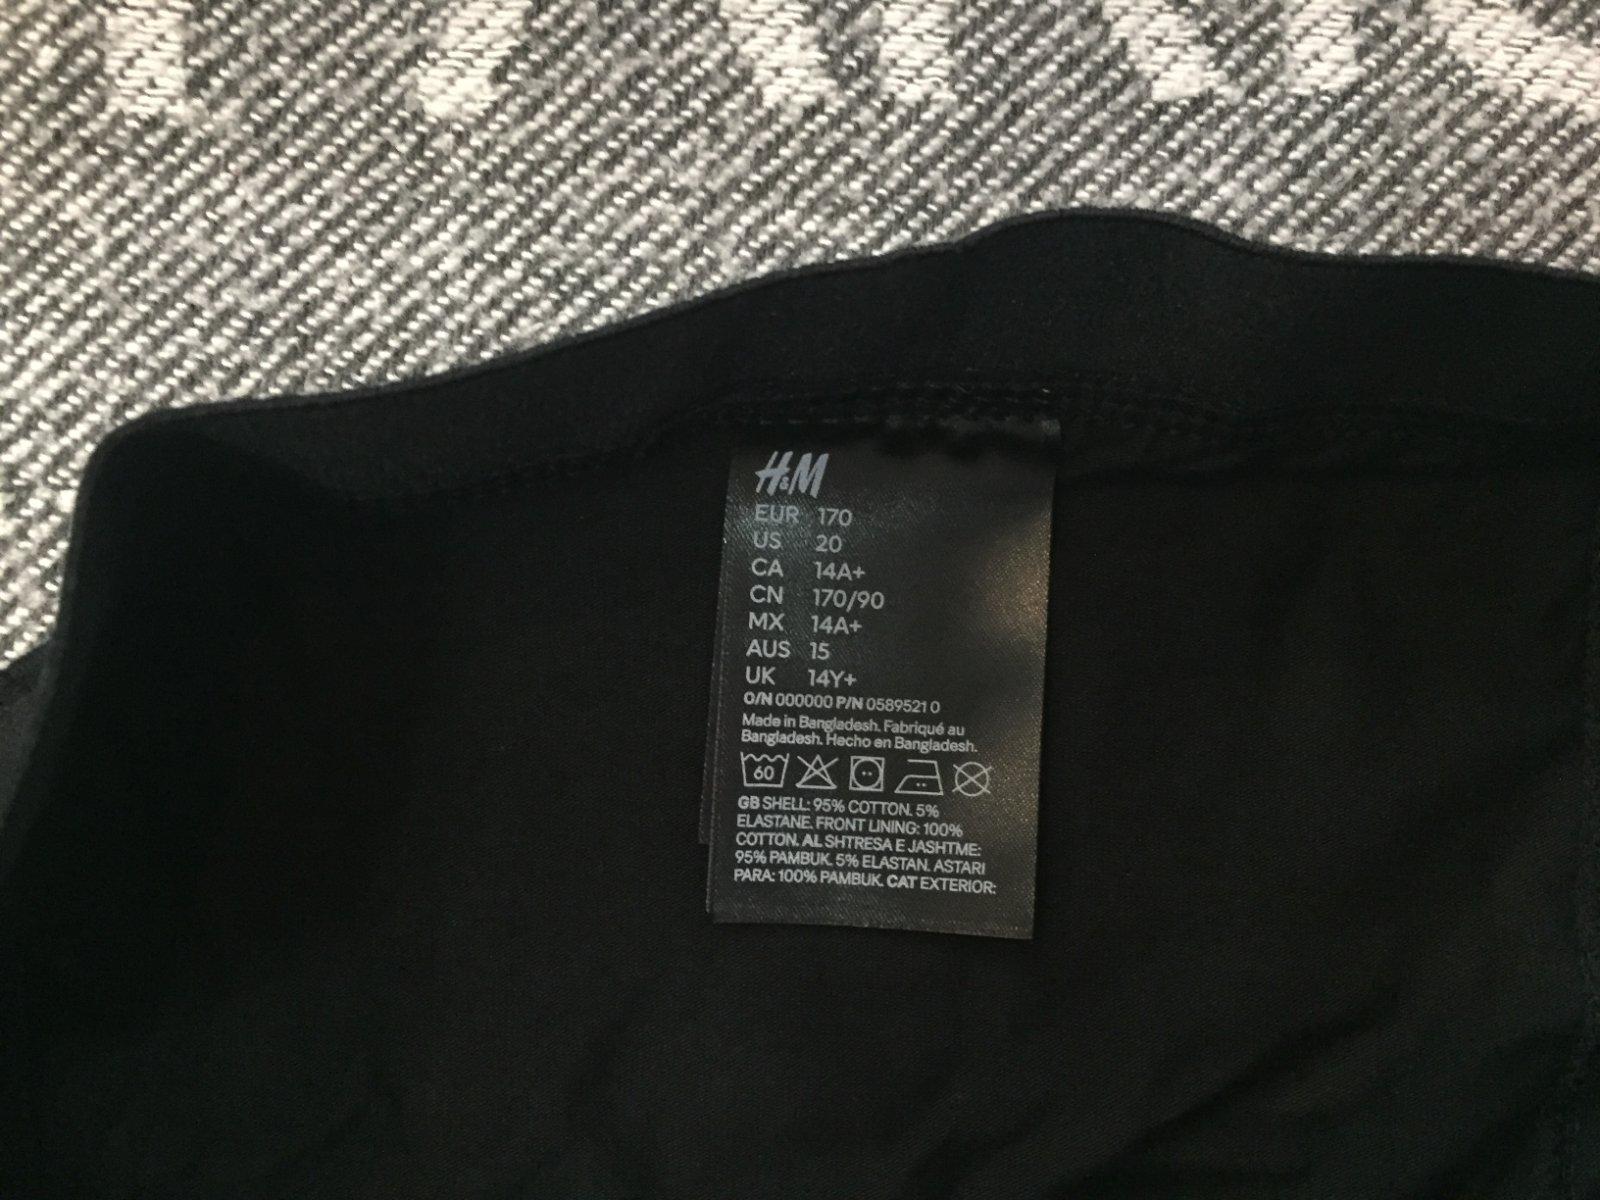 H&M
EUR 170
US 20
CA 14A+
CN 170/90
MX 14A+
AUS 15
UK 14Y+
O/N 000000 P/N 0589521 0
Made in Bangladesh. Fabriqué au
Bangladesh. Hecho en Bangladesh.
60
GB SHELL: 95% COTTON. 5%
ELASTANE. FRONT LINING: 100%
COTTON. AL SHTRESA E JASHTME:
95% PAMBUK. 5% ELASTAN. ASTARI
PARA: 100% PAMBUK. CAT EXTERIOR: